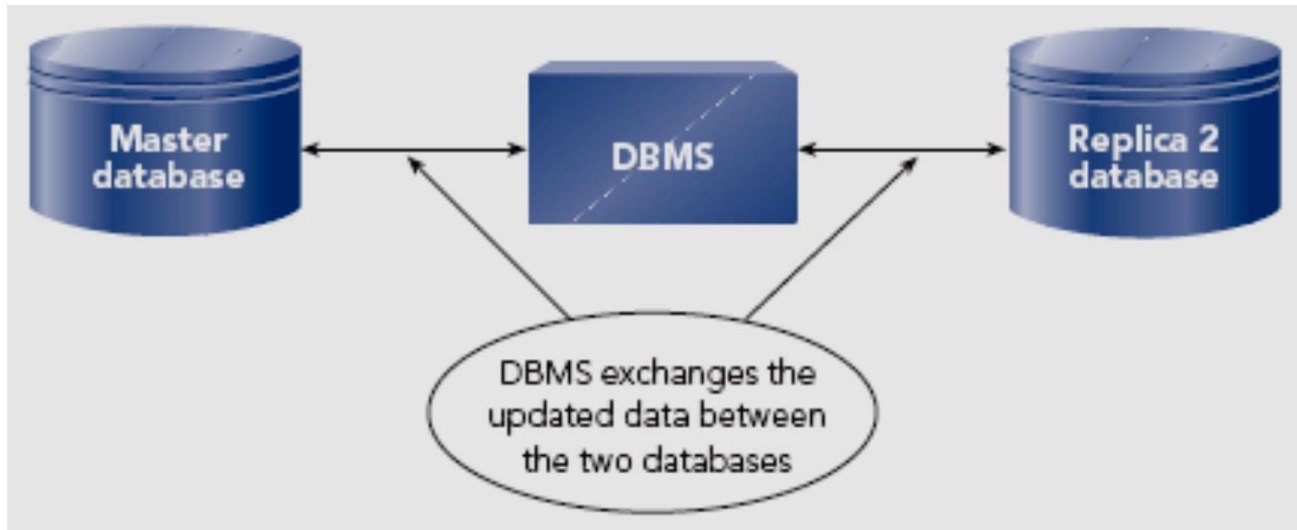 Master
database
DBMS
Replica 2
database
DBMS exchanges the
updated data between
the two databases